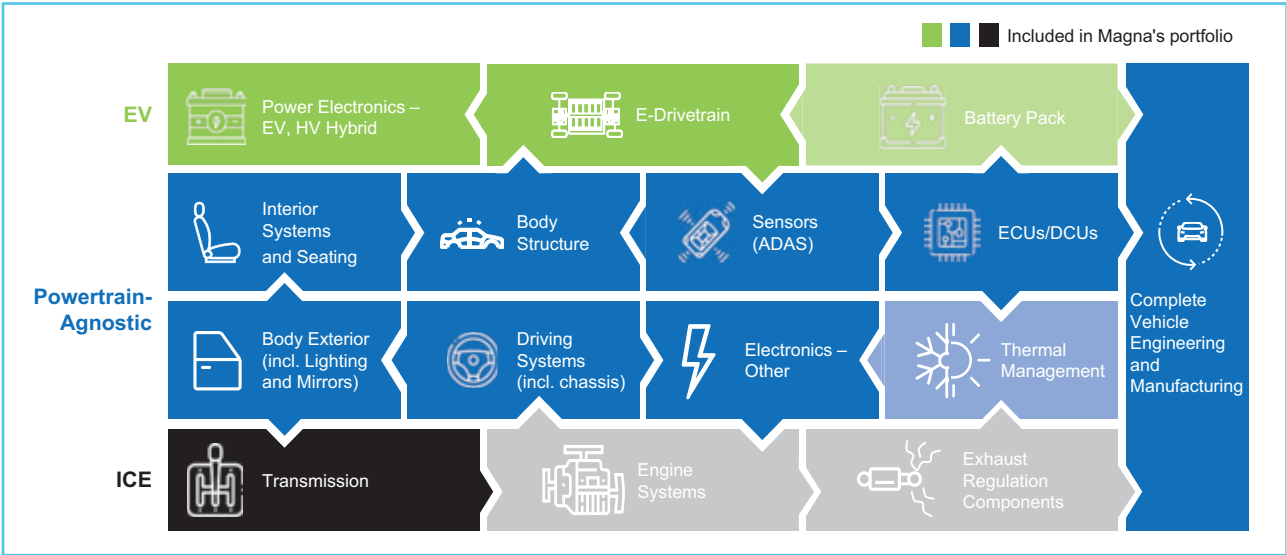 Included in Magna's portfolio
EV
Power Electronics –
EV, HV Hybrid
E-Drivetrain
Battery Pack
Powertrain-
Agnostic
Interior
Systems
and Seating
Body
Structure
Sensors
(ADAS)
ECUs/DCUs
Body Exterior
(incl. Lighting
and Mirrors)
Driving
Systems
(incl. chassis)
Electronics –
Other
Thermal
Management
Complete
Vehicle
Engineering
and
Manufacturing
ICE
Transmission
Engine
Systems
Exhaust
Regulation
Components